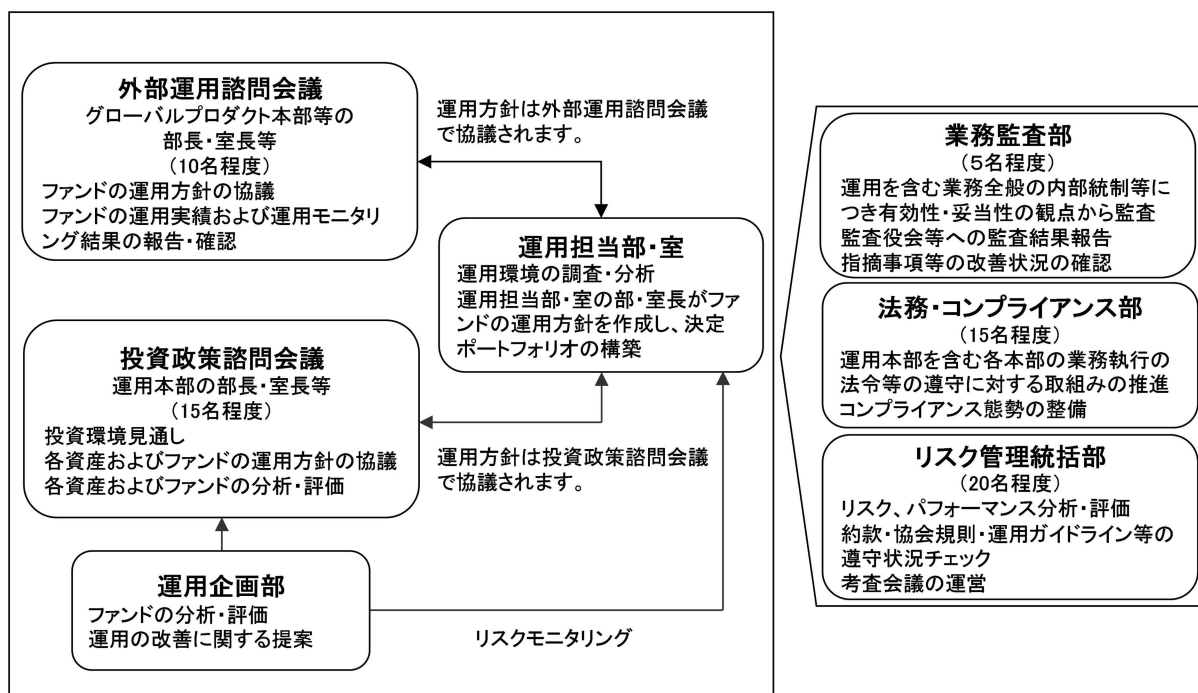 外部運用諮問会議
グローバルプロダクト本部等の
部長・室長等
(10名程度)
ファンドの運用方針の協議
ファンドの運用実績および運用モニタリ
ング結果の報告・確認
運用方針は外部運用諮問会議
で協議されます。
運用担当部・室
運用環境の調査・分析
運用担当部・室の部・室長がファ
ンドの運用方針を作成し、決定
ポートフォリオの構築
投資政策諮問会議
運用本部の部長・室長等
(15名程度)
投資環境見通し
各資産およびファンドの運用方針の協議
各資産およびファンドの分析・評価
運用方針は投資政策諮問会議
で協議されます。
運用企画部
ファンドの分析・評価
運用の改善に関する提案
リスクモニタリング
業務監査部
(5名程度)
運用を含む業務全般の内部統制等に
つき有効性・妥当性の観点から監査
監査役会等への監査結果報告
指摘事項等の改善状況の確認
法務・コンプライアンス部
(15名程度)
運用本部を含む各本部の業務執行の
法令等の遵守に対する取組みの推進
コンプライアンス態勢の整備
リスク管理統括部
(20名程度)
リスク、パフォーマンス分析・評価
約款・協会規則・運用ガイドライン等の
遵守状況チェック
考査会議の運営